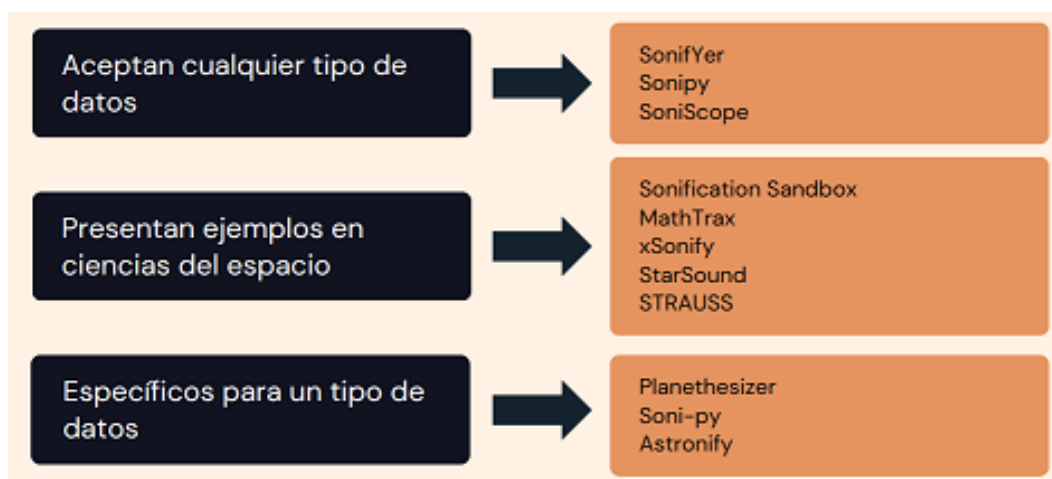 Aceptan cualquier tipo de
datos
SonifYer
Sonipy
SoniScope
Presentan ejemplos en
ciencias del espacio
Sonification Sandbox
MathTrax
xSonify
StarSound
STRAUSS
Específicos para un tipo de
datos
Planethesizer
Soni-py
Astronify